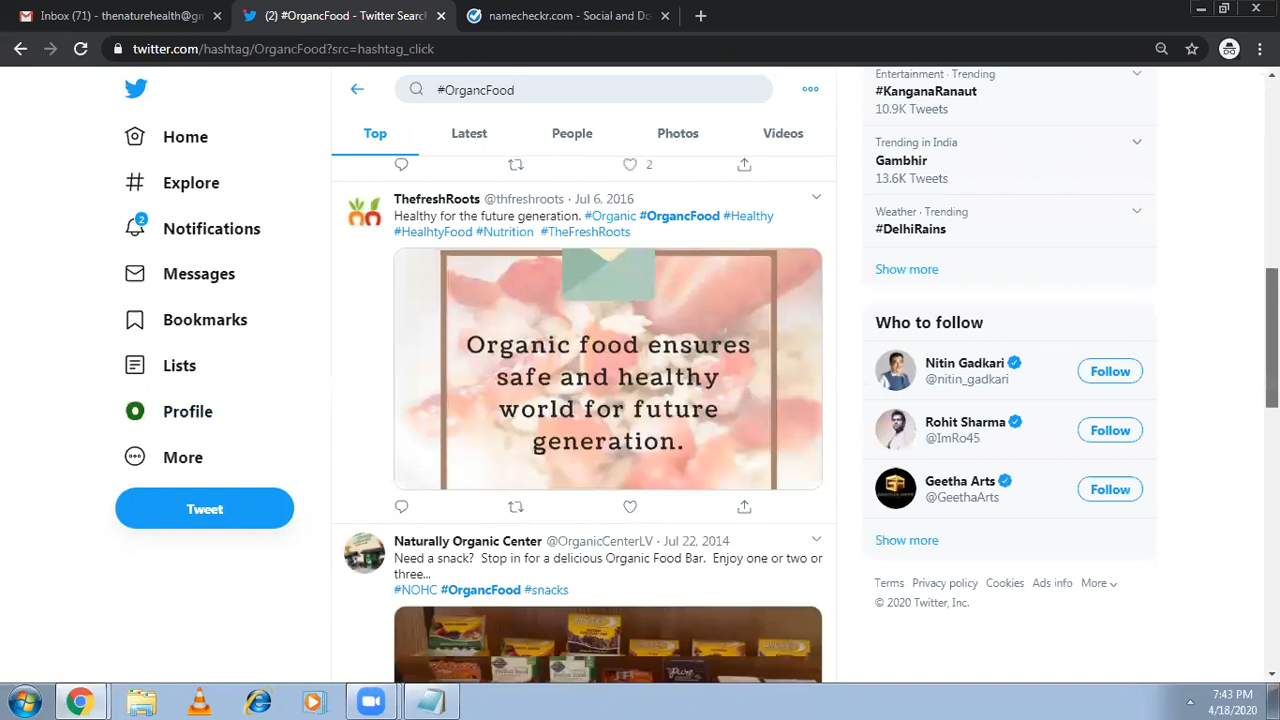 Inbox (71) - thenaturehealth@gm
(2) #OrgancFood - Twitter Searc
namecheckr.com - Social and Do
twitter.com/hashtag/OrgancFood?src=hashtag_click
#OrgancFood
Top Latest People Photos Videos
Home
Explore
2
Notifications
Messages
Bookmarks
Lists
Profile
More
Tweet
2
ThefreshRoots @thfreshroots · Jul 6, 2016
Healthy for the future generation. #Organic #OrgancFood #Healthy
#HealhtyFood #Nutrition #TheFreshRoots
Organic food ensures
safe and healthy
world for future
generation.
Naturally Organic Center @OrganicCenterLV · Jul 22, 2014
Need a snack? Stop in for a delicious Organic Food Bar. Enjoy one or two or
three...
#NOHC #OrgancFood #snacks
Entertainment · Trending
#KanganaRanaut
10.9K Tweets
Trending in India
Gambhir
13.6K Tweets
Weather · Trending
#DelhiRains
Show more
Who to follow
Nitin Gadkari
@nitin_gadkari
Follow
Rohit Sharma
@ImRo45
Follow
Geetha Arts
@GeethaArts
Follow
Show more
Terms Privacy policy Cookies Ads info More
© 2020 Twitter, Inc.
7:43 PM
4/18/2020